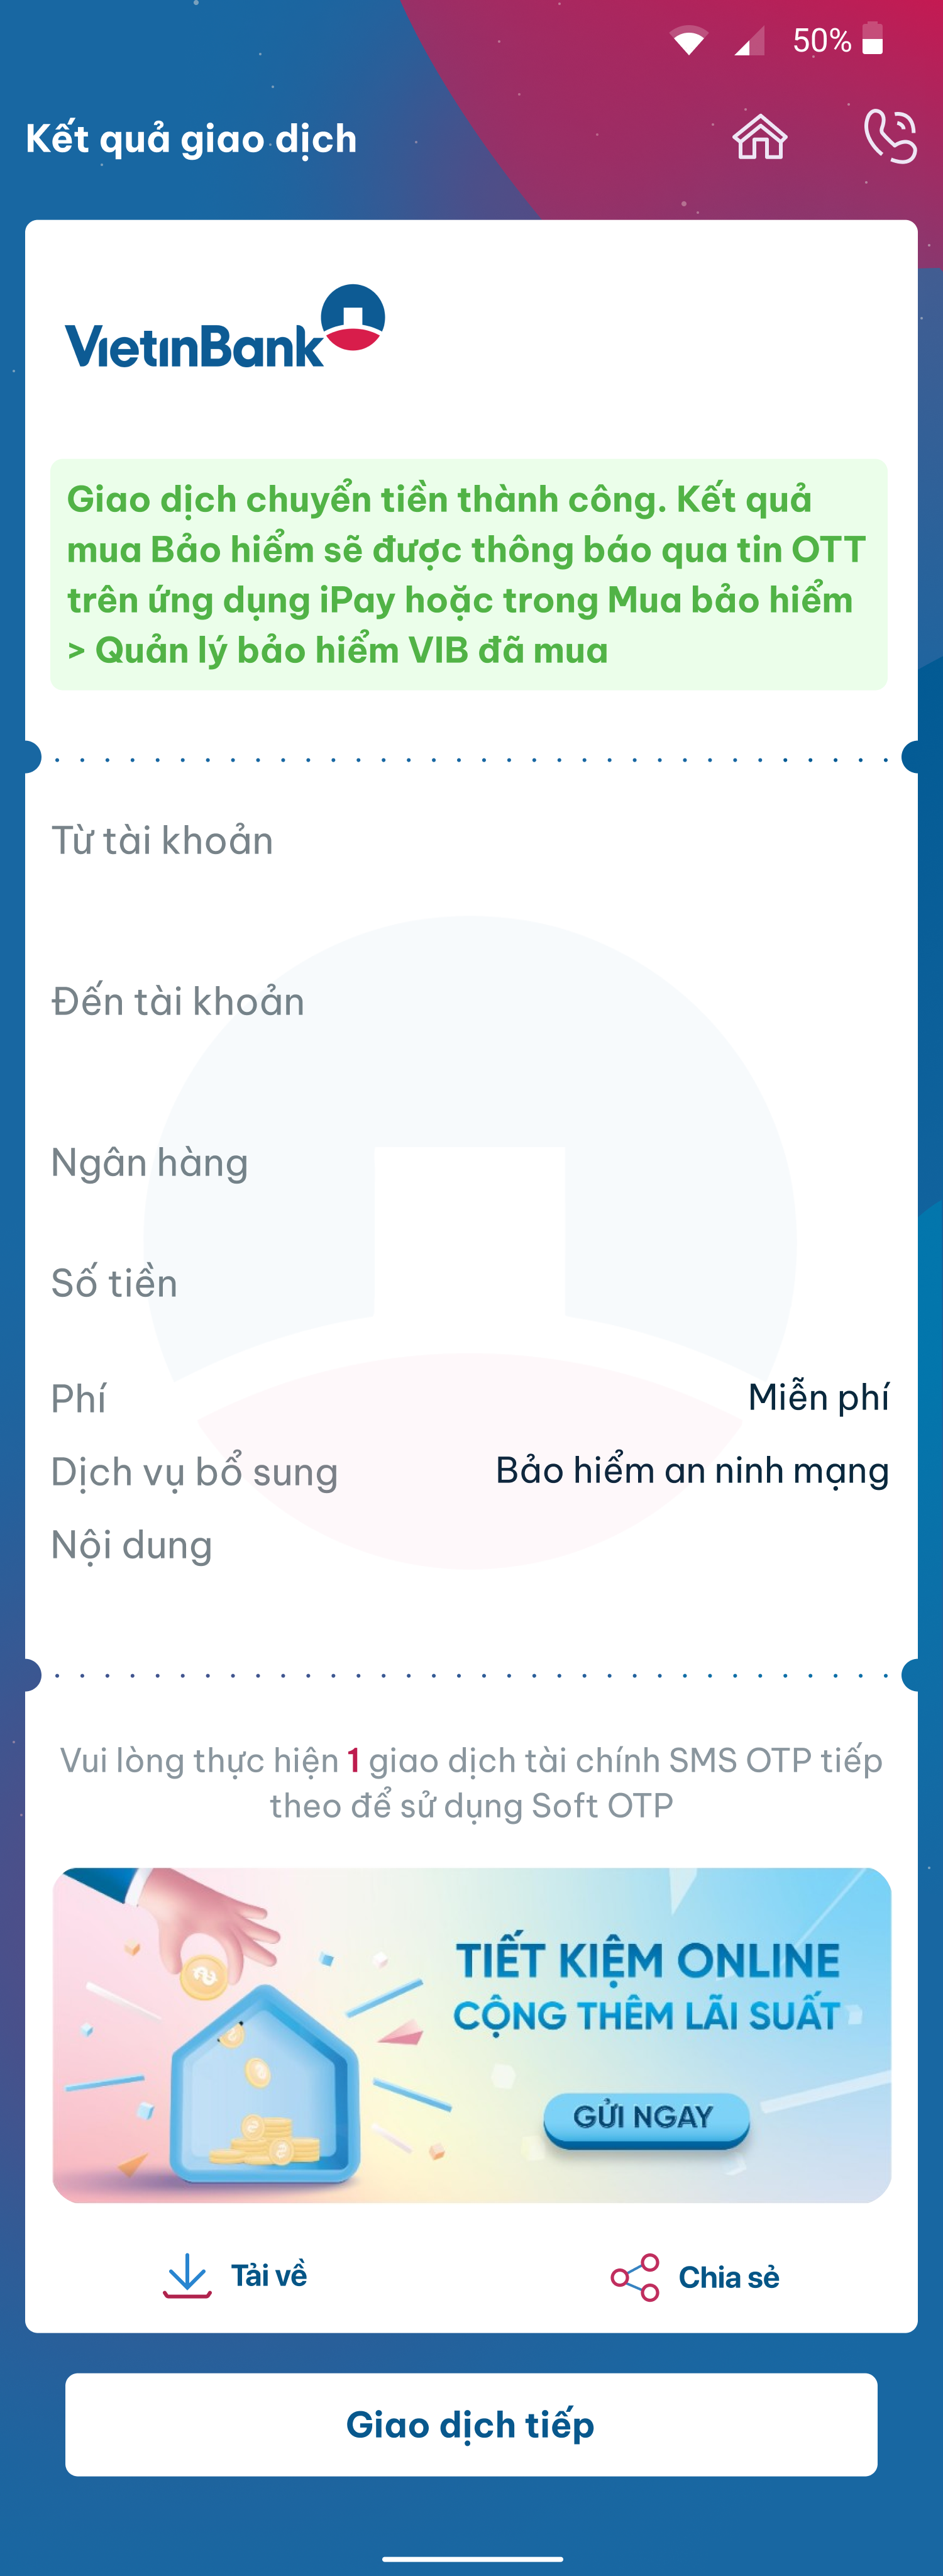 50%
Kết quả giao dịch
VietinBank
Giao dịch chuyển tiền thành công. Kết quả
mua Bảo hiểm sẽ được thông báo qua tin OTT
trên ứng dụng iPay hoặc trong Mua bảo hiểm
> Quản lý bảo hiểm VIB đã mua
Từ tài khoản
Đến tài khoản
Ngân hàng
Số tiền
Phí Miễn phí
Dịch vụ bổ sung Bảo hiểm an ninh mạng
Nội dung
Vui lòng thực hiện 1 giao dịch tài chính SMS OTP tiếp
theo để sử dụng Soft OTP
TIẾT KIỆM ONLINE
CỘNG THÊM LÃI SUẤT
GỬI NGAY
Tải về Chia sẻ
Giao dịch tiếp